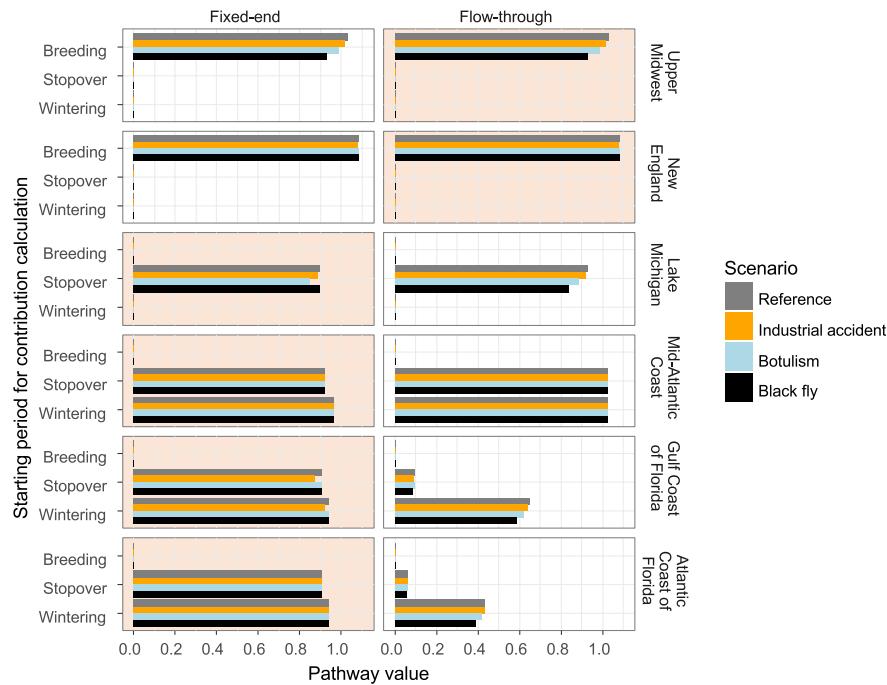 Fixed-end
Flow-through
Starting period for contribution calculation
Breeding
Stopover
Wintering
Upper
Midwest
Breeding
Stopover
Wintering
New
England
Breeding
Stopover
Wintering
Lake
Michigan
Breeding
Stopover
Wintering
Mid-Atlantic
Coast
Breeding
Stopover
Wintering
Gulf Coast
of Florida
Breeding
Stopover
Wintering
Atlantic
Coast of
Florida
0.0 0.2 0.4 0.6 0.8 1.0
0.0 0.2 0.4 0.6 0.8 1.0
Pathway value
Scenario
Reference
Industrial accident
Botulism
Black fly